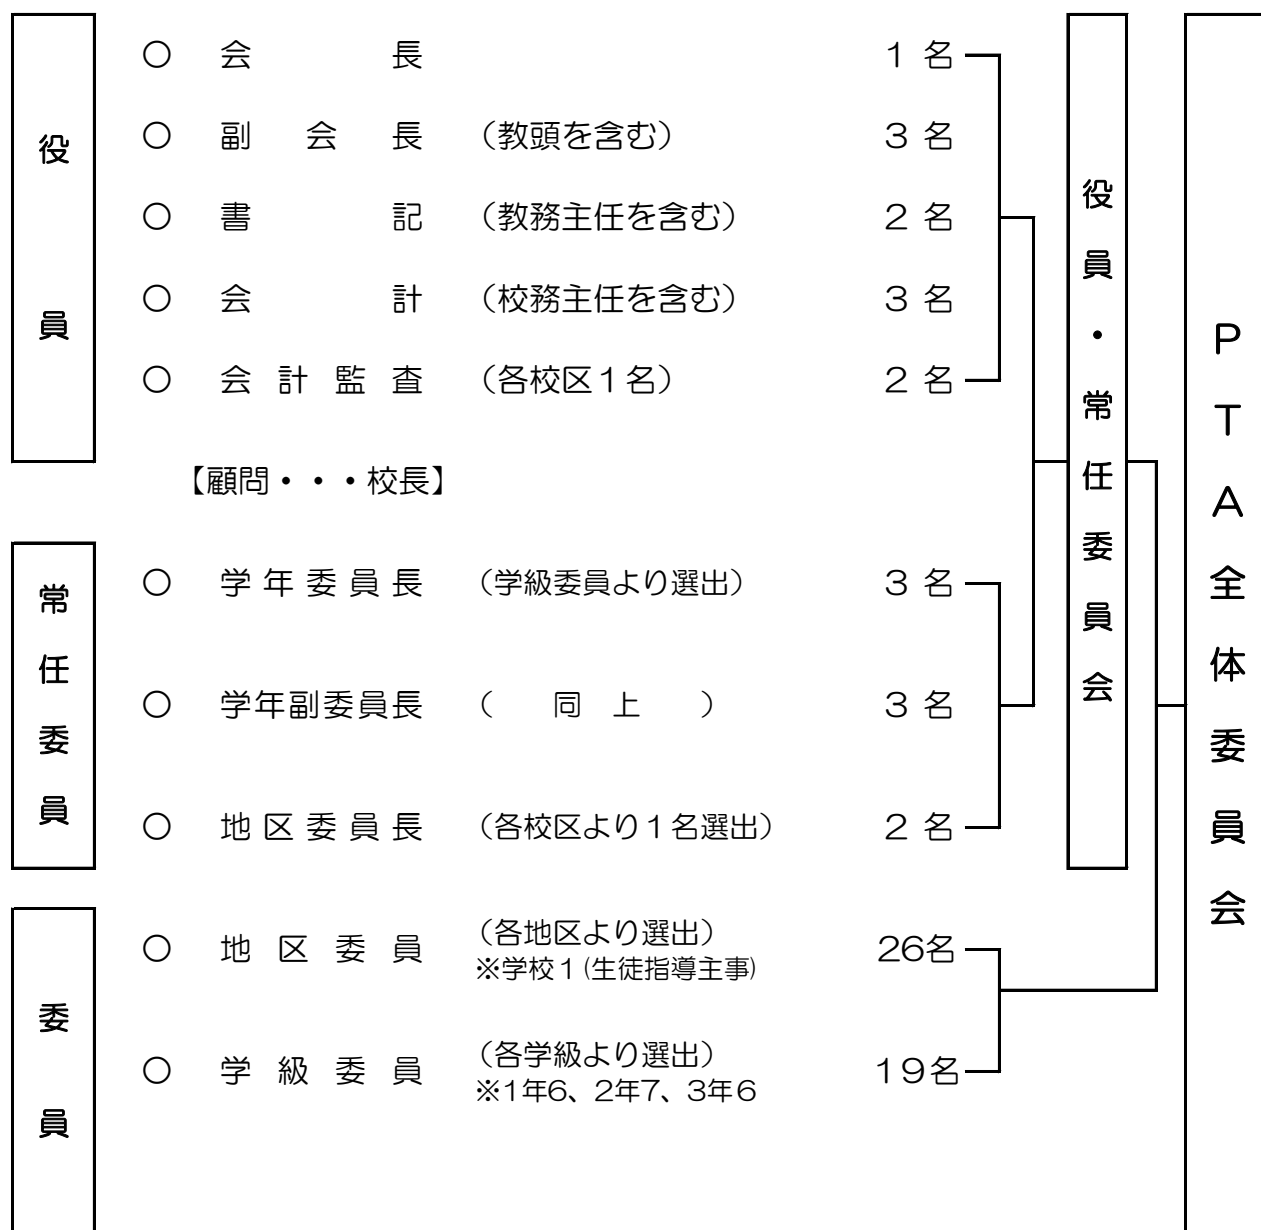 役員
○ 会長 1名
○ 副会長 （教頭を含む） 3名
○ 書記 （教務主任を含む） 2名
○ 会計 （校務主任を含む） 3名
○ 会計監査 （各校区1名） 2名
【顧問・・・校長】
常任委員
○ 学年委員長 （学級委員より選出） 3名
○ 学年副委員長 （ 同上 ） 3名
○ 地区委員長 （各校区より1名選出） 2名
委員
○ 地区委員 （各地区より選出） 26名
※学校1(生徒指導主事)
○ 学級委員 （各学級より選出） 19名
※1年6、2年7、3年6
役員・常任委員会
PTA全体委員会